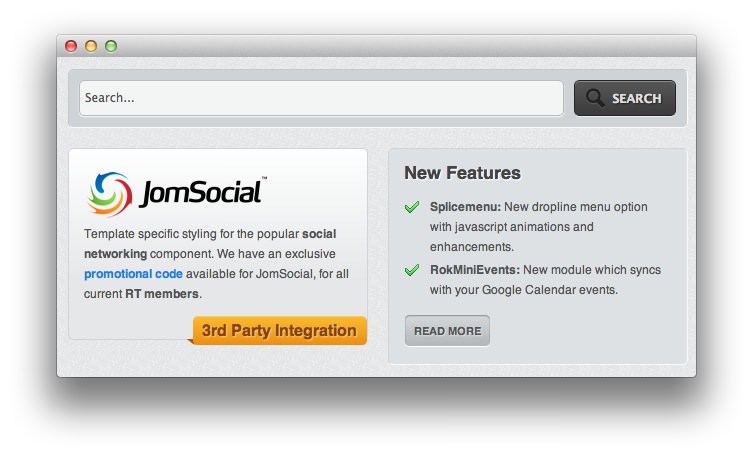 Search...
SEARCH
JomSocial™
Template specific styling for the popular social
networking component. We have an exclusive
promotional code available for JomSocial, for all
current RT members.
3rd Party Integration
New Features
Splicemenu: New dropline menu option
with javascript animations and
enhancements.
RokMiniEvents: New module which syncs
with your Google Calendar events.
READ MORE